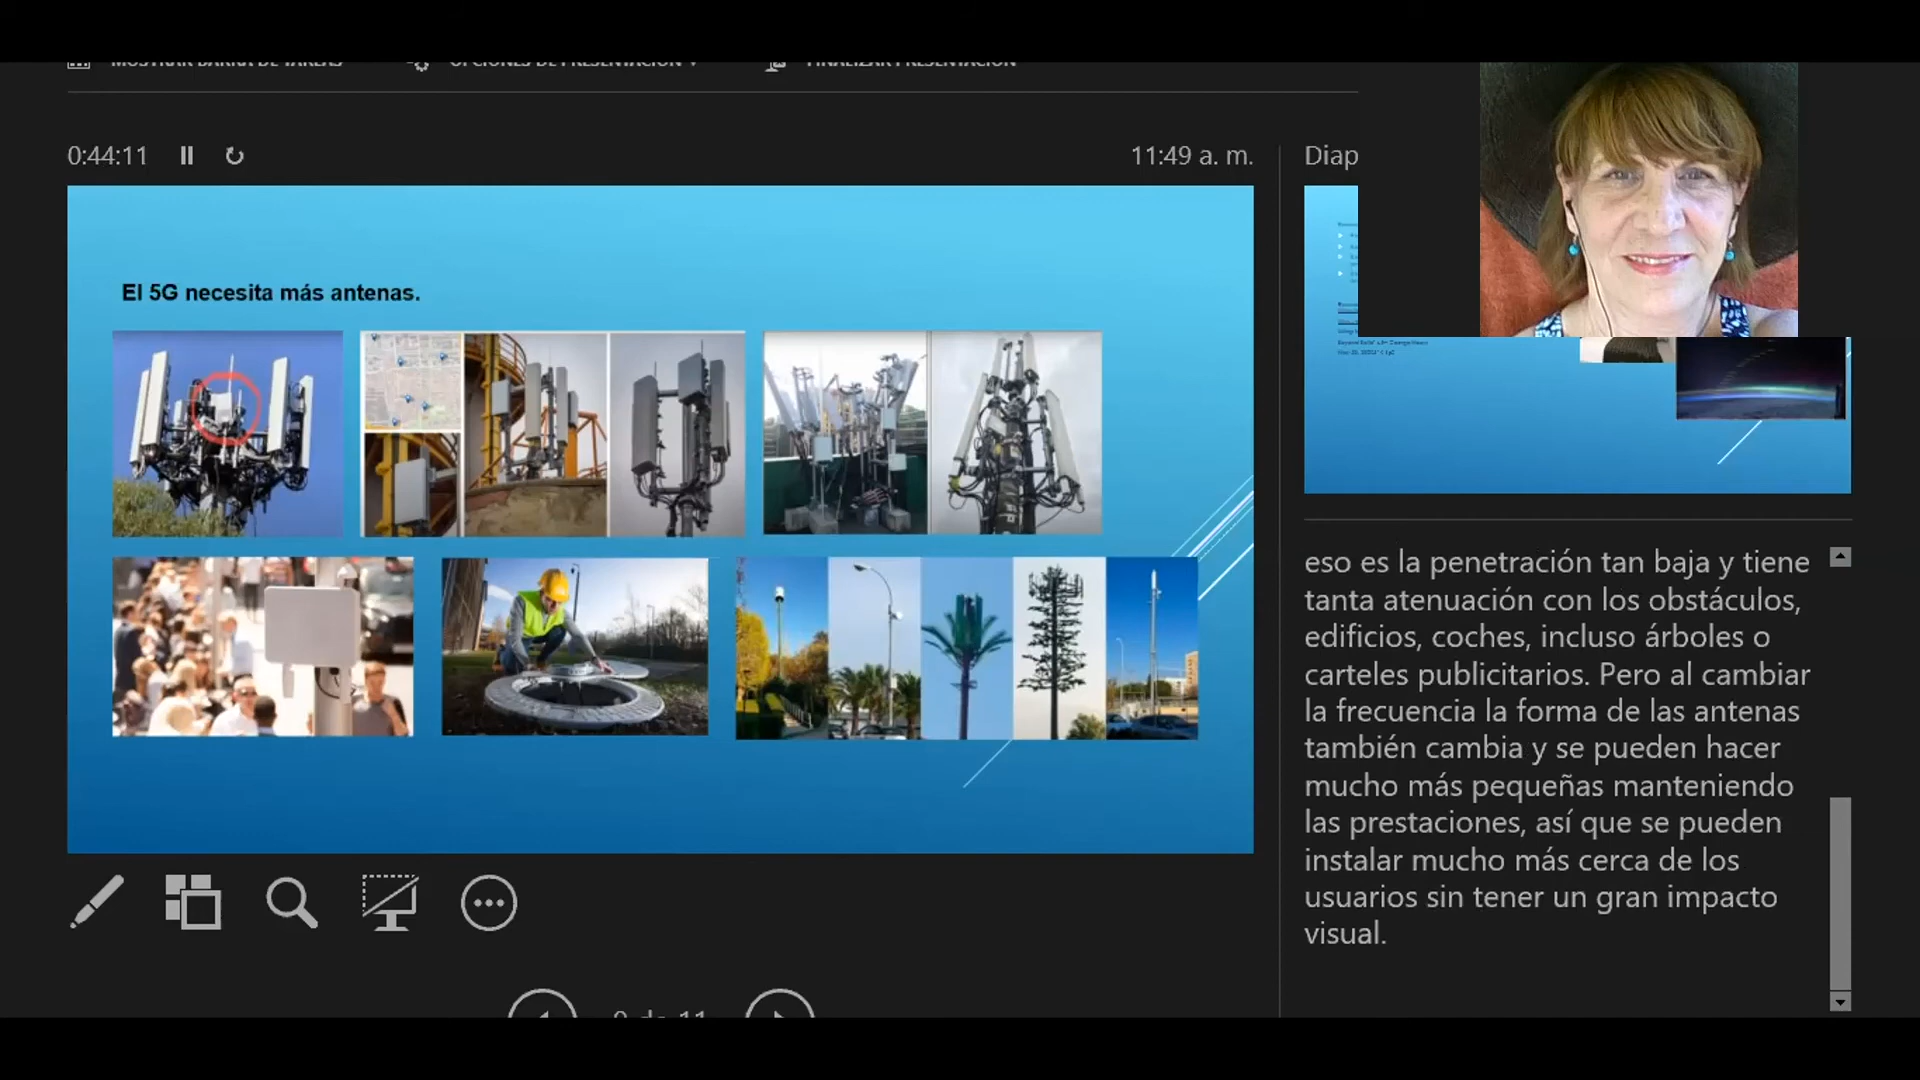 MOSTRAR BARRA DE TAREAS OPCIONES DE PRESENTACIÓN FINALIZAR PRESENTACIÓN
0:44:11
11:49 a. m.
Diap
El 5G necesita más antenas.
eso es la penetración tan baja y tiene
tanta atenuación con los obstáculos,
edificios, coches, incluso árboles o
carteles publicitarios. Pero al cambiar
la frecuencia la forma de las antenas
también cambia y se pueden hacer
mucho más pequeñas manteniendo
las prestaciones, así que se pueden
instalar mucho más cerca de los
usuarios sin tener un gran impacto
visual.
de 11